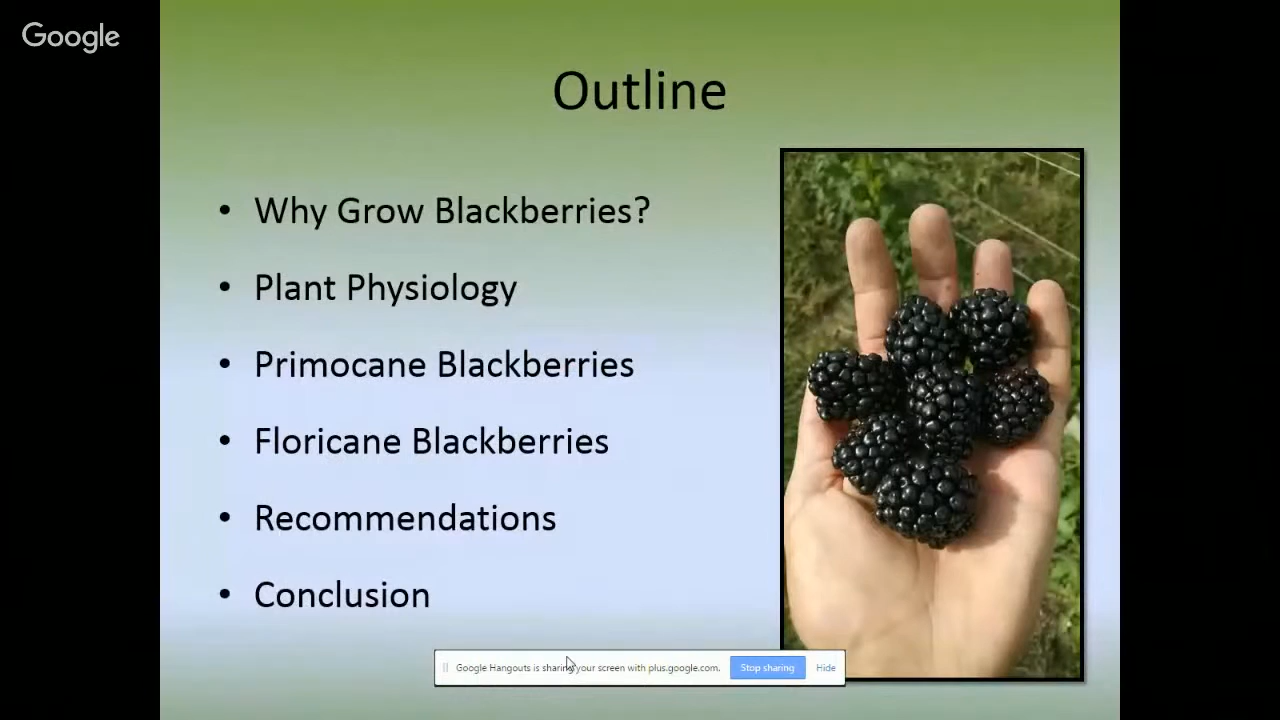 Google
Outline
• Why Grow Blackberries?
• Plant Physiology
• Primocane Blackberries
• Floricane Blackberries
• Recommendations
• Conclusion
Google Hangouts is sharing your screen with plus.google.com. Stop sharing Hide